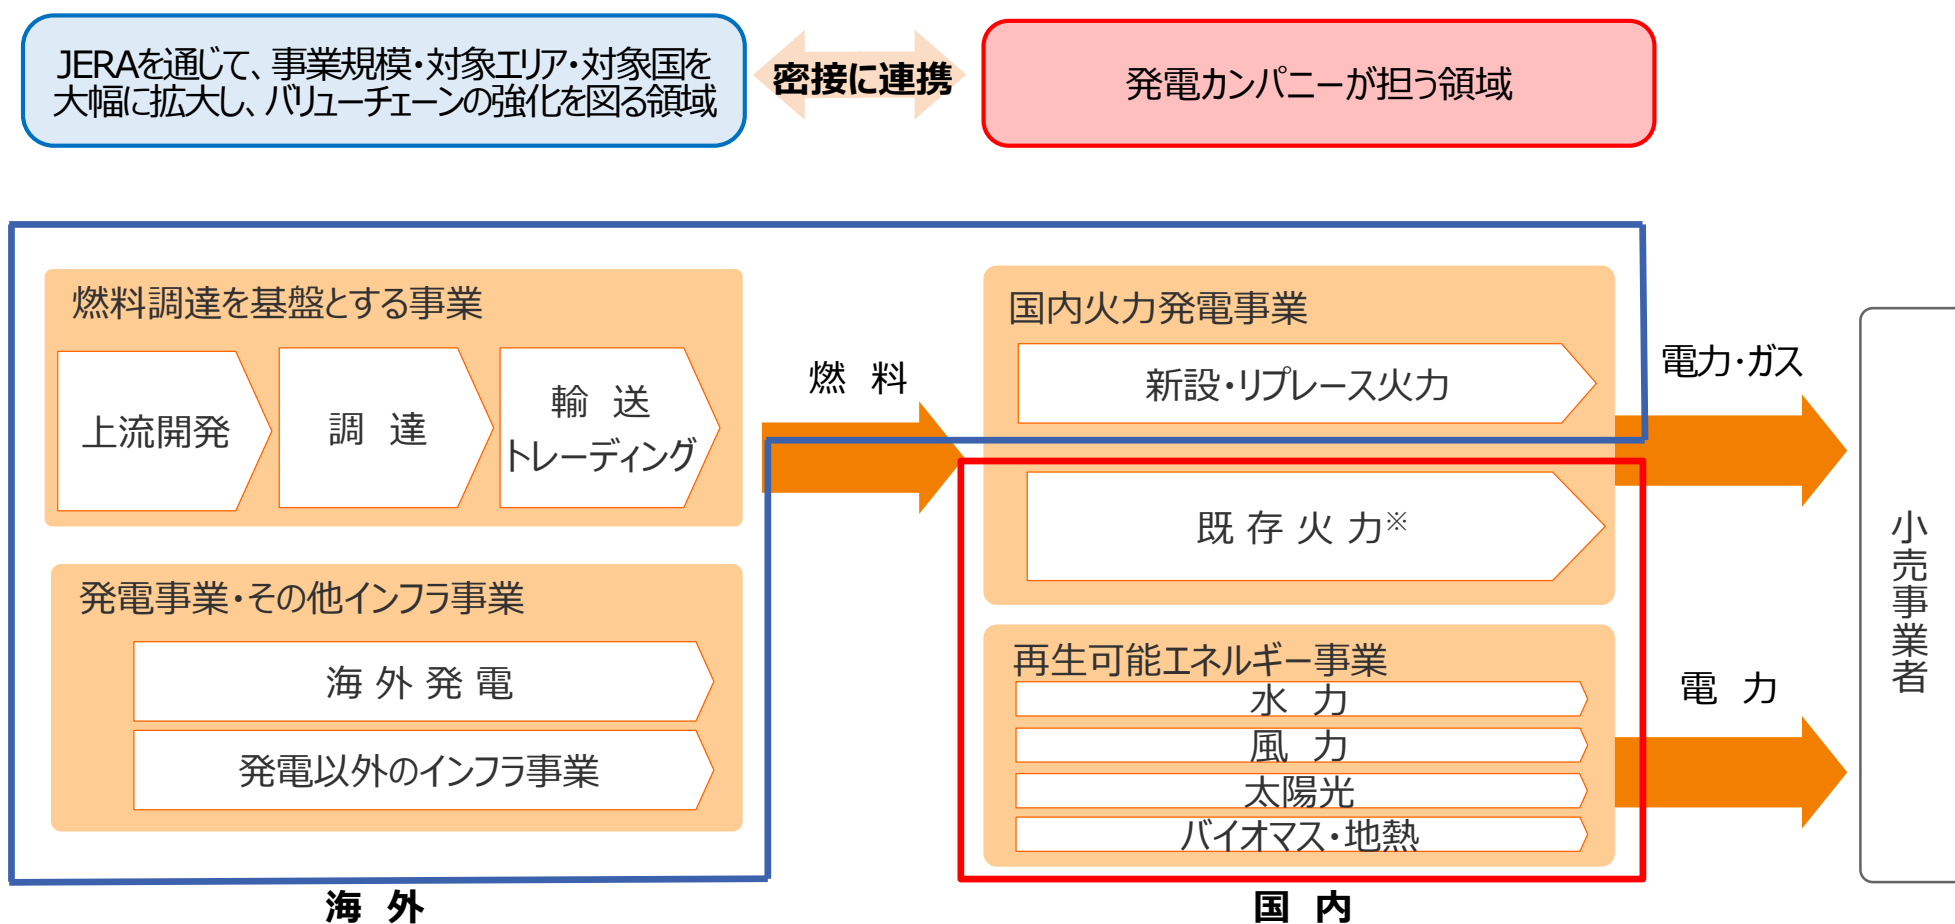 JERAを通じて、事業規模・対象エリア・対象国を
大幅に拡大し、バリューチェーンの強化を図る領域
密接に連携
発電カンパニーが担う領域
燃料調達を基盤とする事業
上流開発
調 達
輸 送
トレーディング
燃 料
国内火力発電事業
新設・リプレース火力
既 存 火 力※
電力・ガス
発電事業・その他インフラ事業
海 外 発 電
発電以外のインフラ事業
再生可能エネルギー事業
水 力
風 力
太陽光
バイオマス・地熱
電 力
小売事業者
海 外
国 内